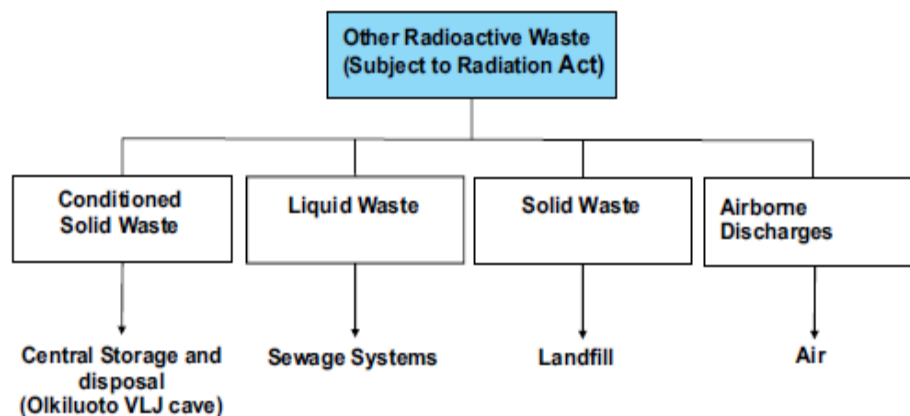 Other Radioactive Waste
(Subject to Radiation Act)
Conditioned
Solid Waste
Liquid Waste
Solid Waste
Airborne
Discharges
Central Storage and
disposal
(Olkiluoto VLJ cave)
Sewage Systems
Landfill
Air